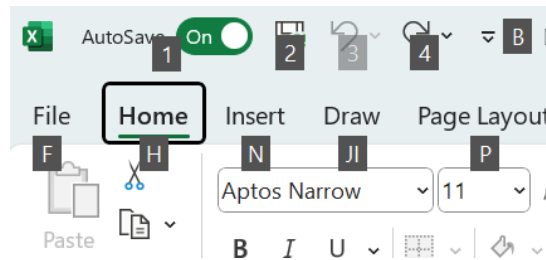 AutoSave On
1 2 3 4 B
File Home Insert Draw Page Layout
F H N JI P
Aptos Narrow 11
Paste
B I U